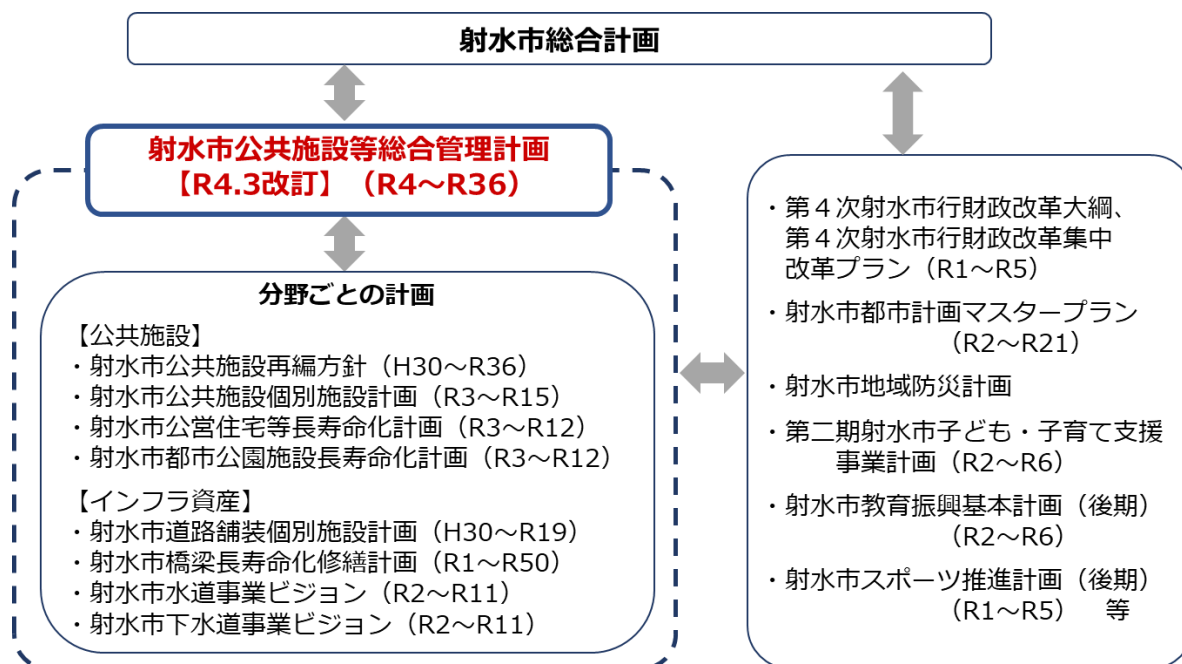 射水市総合計画
射水市公共施設等総合管理計画
【R4.3改訂】（R4～R36）
分野ごとの計画
【公共施設】
・射水市公共施設再編方針（H30～R36）
・射水市公共施設個別施設計画（R3～R15）
・射水市公営住宅等長寿命化計画（R3～R12）
・射水市都市公園施設長寿命化計画（R3～R12）
【インフラ資産】
・射水市道路舗装個別施設計画（H30～R19）
・射水市橋梁長寿命化修繕計画（R1～R50）
・射水市水道事業ビジョン（R2～R11）
・射水市下水道事業ビジョン（R2～R11）
・第４次射水市行財政改革大綱、
第４次射水市行財政改革集中
改革プラン（R1～R5）
・射水市都市計画マスタープラン
（R2～R21）
・射水市地域防災計画
・第二期射水市子ども・子育て支援
事業計画（R2～R6）
・射水市教育振興基本計画（後期）
（R2～R6）
・射水市スポーツ推進計画（後期）
（R1～R5）　等